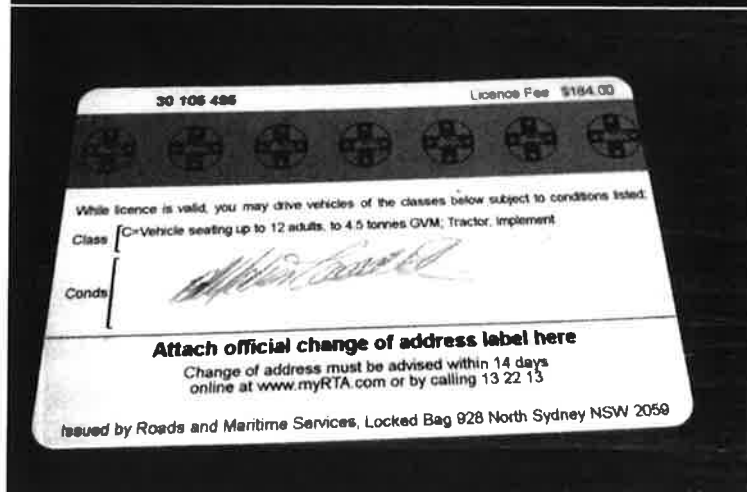 30 106 486 Licence Fee $184.00
While licence is valid, you may drive vehicles of the classes below subject to conditions listed:
Class C=Vehicle seating up to 12 adults, to 4.5 tonnes GVM; Tractor, Implement
Conds
Attach official change of address label here
Change of address must be advised within 14 days
online at www.myRTA.com or by calling 13 22 13
Issued by Roads and Maritime Services, Locked Bag 928 North Sydney NSW 2059